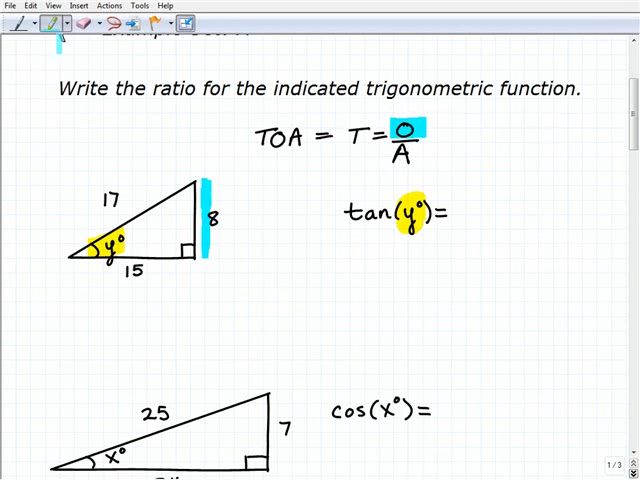 File Edit View Insert Actions Tools Help
Write the ratio for the indicated trigonometric function.
TOA = T = O/A
17
8
y°
15
tan(y°)=
25
7
x°
cos(x°)=
1/3